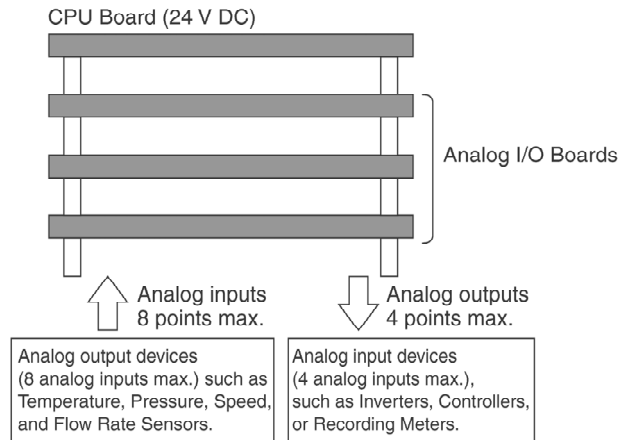 CPU Board (24 V DC)
Analog I/O Boards
Analog inputs
8 points max.
Analog outputs
4 points max.
Analog output devices
(8 analog inputs max.) such as
Temperature, Pressure, Speed,
and Flow Rate Sensors.
Analog input devices
(4 analog inputs max.),
such as Inverters, Controllers,
or Recording Meters.